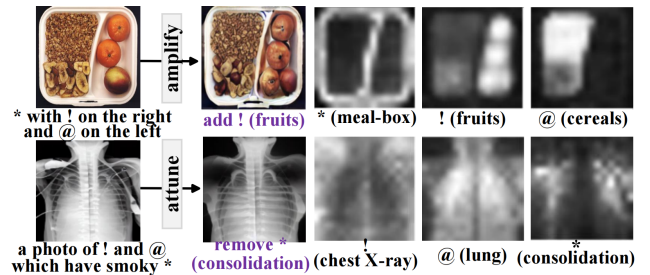 amplify
* with ! on the right
and @ on the left
add ! (fruits)
* (meal-box)
! (fruits)
@ (cereals)
attune
a photo of ! and @
which have smoky *
remove *
(consolidation)
!
(chest X-ray)
@ (lung)
*
(consolidation)